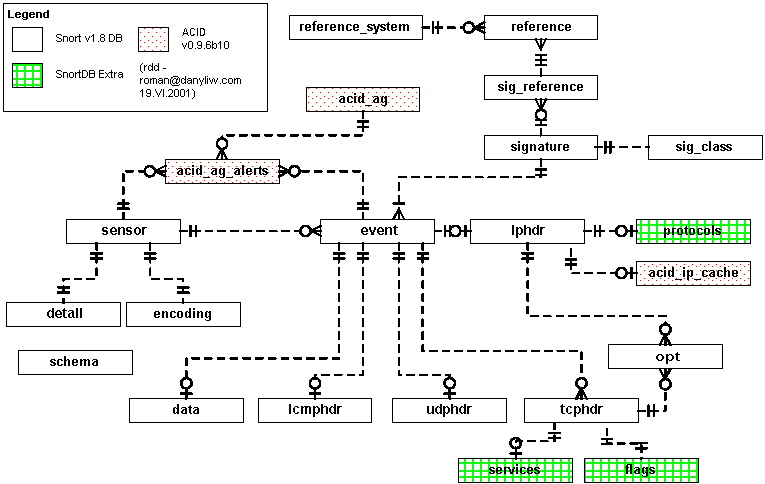 Legend
Snort v1.8 DB
ACID
v0.9.6b10
SnortDB Extra
(rdd -
roman@danyliw.com
19.VI.2001)
reference_system
reference
sig_reference
acid_ag
signature
sig_class
acid_ag_alerts
sensor
event
Iphdr
protocols
acid_ip_cache
detail
encoding
schema
opt
data
Icmphdr
udphdr
tcphdr
services
flags